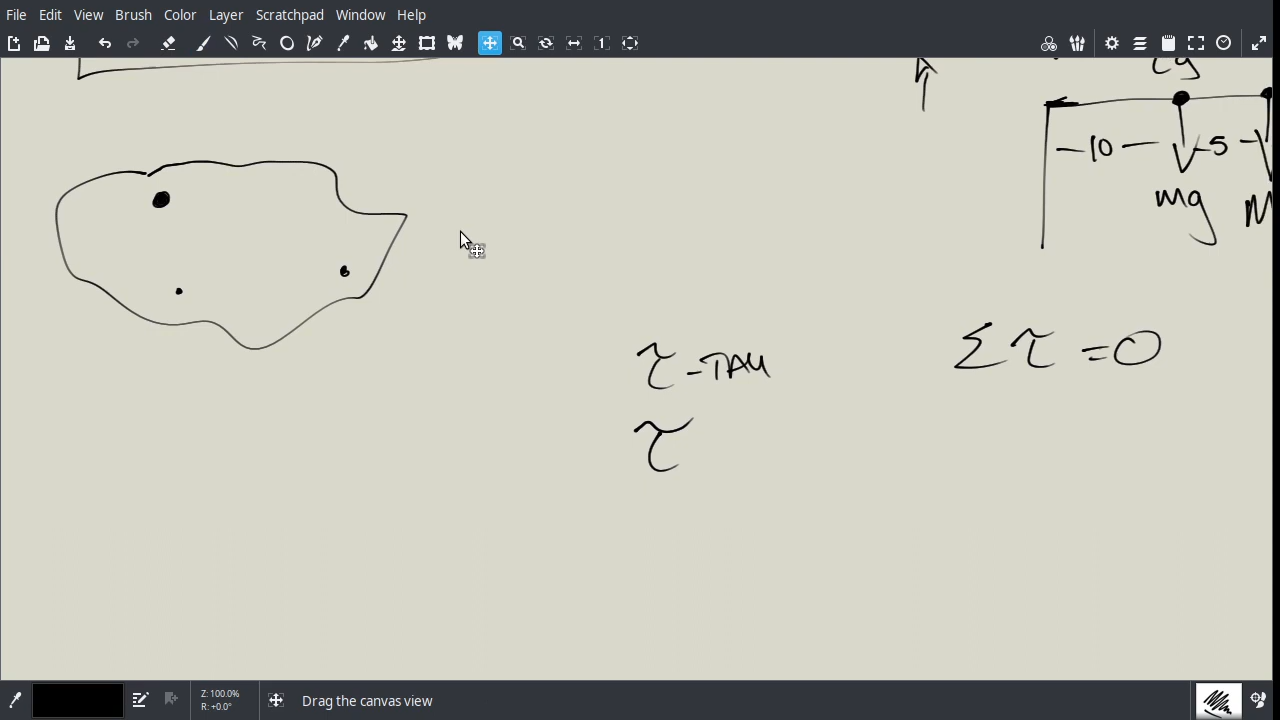 File Edit View Brush Color Layer Scratchpad Window Help
1
-10 -
-5 -
mg
M
τ - TAU
τ
Στ = 0
Z: 100.0%
R: +0.0°
Drag the canvas view